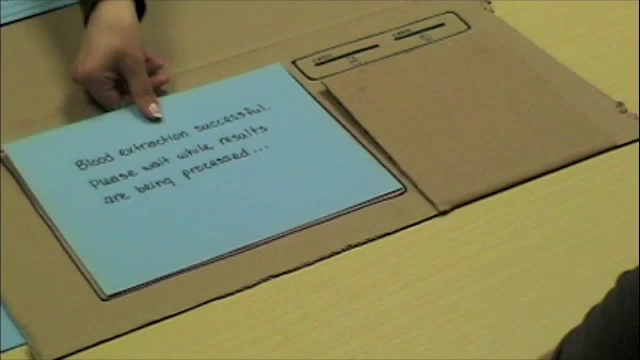 Blood extraction successful.
Please wait while results
are being processed...